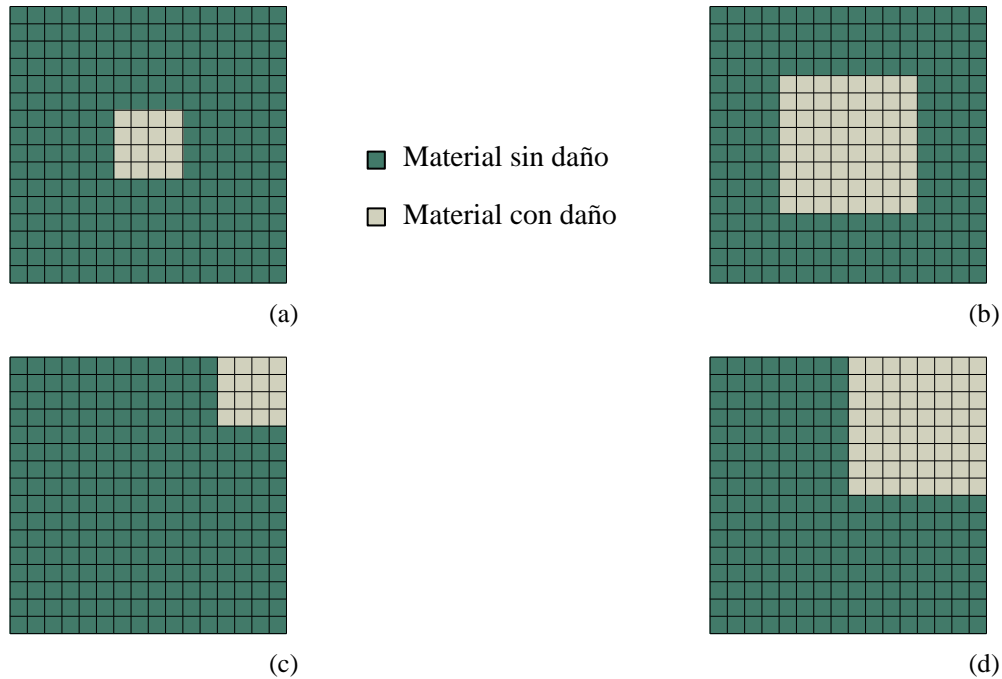 Material sin daño
Material con daño
(a)
(b)
(c)
(d)